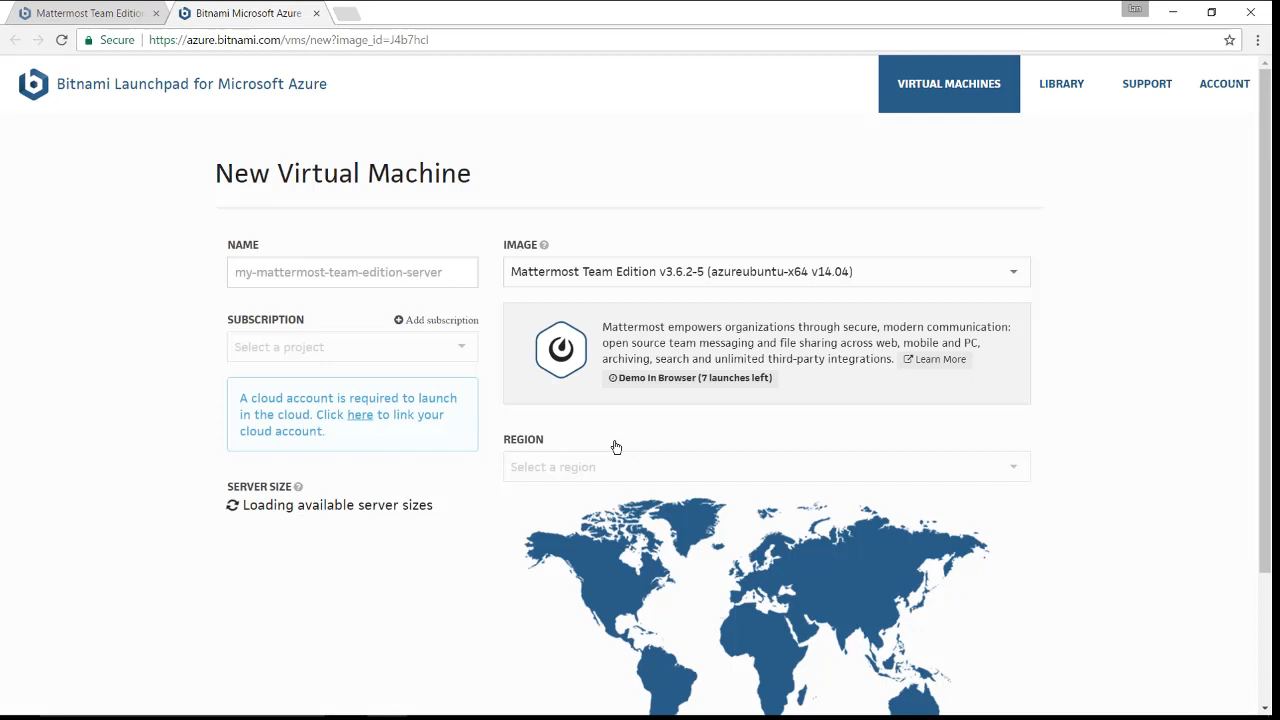 Mattermost Team Editio
Bitnami Microsoft Azure
Ian
Secure
https://azure.bitnami.com/vms/new?image_id=J4b7hcl
b
Bitnami Launchpad for Microsoft Azure
VIRTUAL MACHINES
LIBRARY
SUPPORT
ACCOUNT
New Virtual Machine
NAME
my-mattermost-team-edition-server
IMAGE
Mattermost Team Edition v3.6.2-5 (azureubuntu-x64 v14.04)
SUBSCRIPTION
Add subscription
Select a project
Mattermost empowers organizations through secure, modern communication:
open source team messaging and file sharing across web, mobile and PC,
archiving, search and unlimited third-party integrations. Learn More
Demo In Browser (7 launches left)
A cloud account is required to launch
in the cloud. Click here to link your
cloud account.
REGION
Select a region
SERVER SIZE
Loading available server sizes